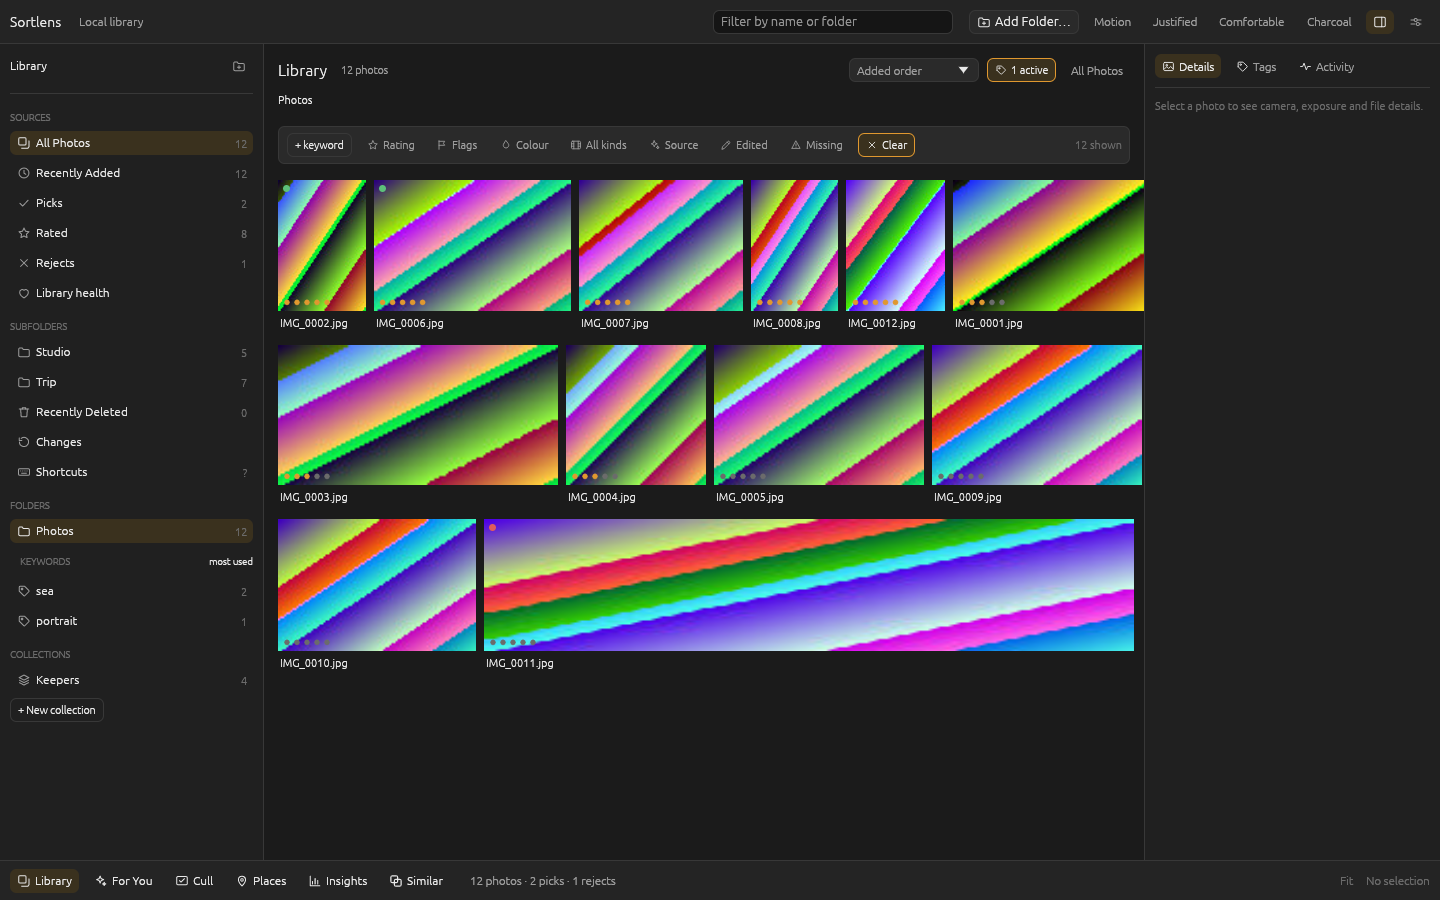 Sortlens Local library Filter by name or folder Add Folder... Motion Justified Comfortable Charcoal
Library
SOURCES
All Photos 12
Recently Added 12
Picks 2
Rated 8
Rejects 1
Library health
SUBFOLDERS
Studio 5
Trip 7
Recently Deleted 0
Changes
Shortcuts ?
FOLDERS
Photos 12
KEYWORDS most used
sea 2
portrait 1
COLLECTIONS
Keepers 4
+ New collection
Library 12 photos Added order 1 active All Photos
Photos
+ keyword Rating Flags Colour All kinds Source Edited Missing Clear 12 shown
IMG_0002.jpg IMG_0006.jpg IMG_0007.jpg IMG_0008.jpg IMG_0012.jpg IMG_0001.jpg
IMG_0003.jpg IMG_0004.jpg IMG_0005.jpg IMG_0009.jpg
IMG_0010.jpg IMG_0011.jpg
Details Tags Activity
Select a photo to see camera, exposure and file details.
Library For You Cull Places Insights Similar 12 photos · 2 picks · 1 rejects Fit No selection